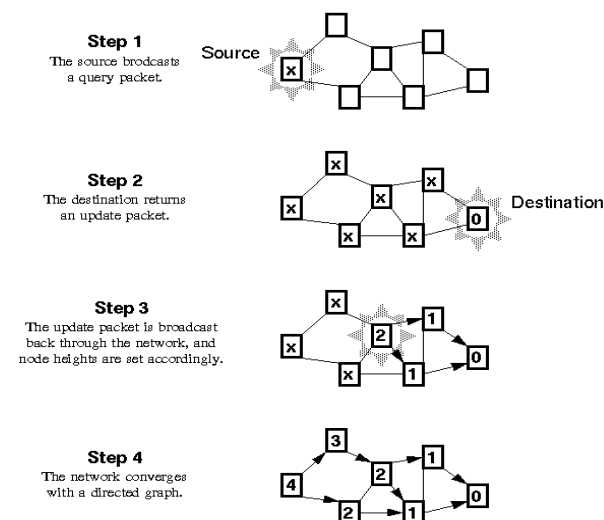 Step 1
The source brodcasts
a query packet.
Source
x
Step 2
The destination returns
an update packet.
x
x
x
x
x
x
0
Destination
Step 3
The update packet is broadcast
back through the network, and
node heights are set accordingly.
x
x
2
1
x
1
0
Step 4
The network converges
with a directed graph.
3
4
2
1
2
1
0